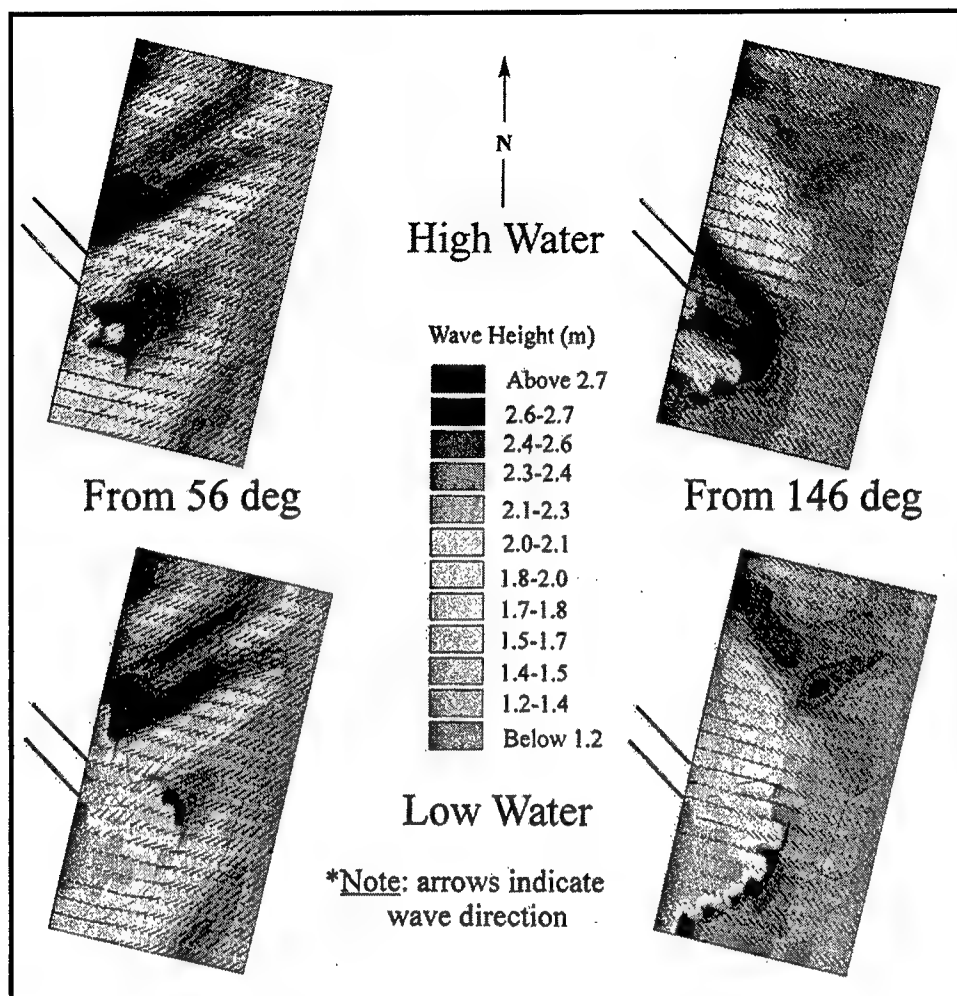 N
High Water
Wave Height (m)
Above 2.7
2.6-2.7
2.4-2.6
2.3-2.4
2.1-2.3
2.0-2.1
1.8-2.0
1.7-1.8
1.5-1.7
1.4-1.5
1.2-1.4
Below 1.2
From 56 deg
From 146 deg
Low Water
*Note: arrows indicate
wave direction